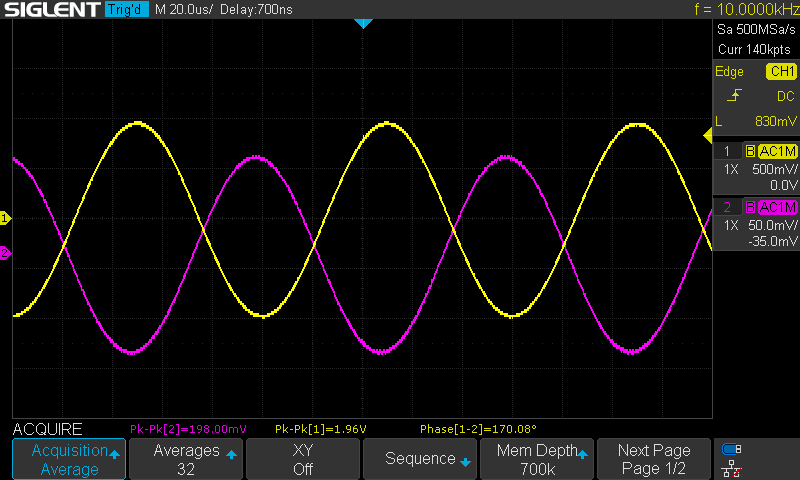 SIGLENT Trig'd M 20.0us/ Delay:700ns f = 10.0000kHz
Sa 500MSa/s
Curr 140kpts
Edge CH1
DC
L 830mV
1 B AC1M
1X 500mV/
0.0V
2 B AC1M
1X 50.0mV/
-35.0mV
1
2
ACQUIRE Pk-Pk[2]=198.00mV Pk-Pk[1]=1.96V Phase[1-2]=170.08°
Acquisition
Average
Averages
32
XY
Off
Sequence
Mem Depth
700k
Next Page
Page 1/2